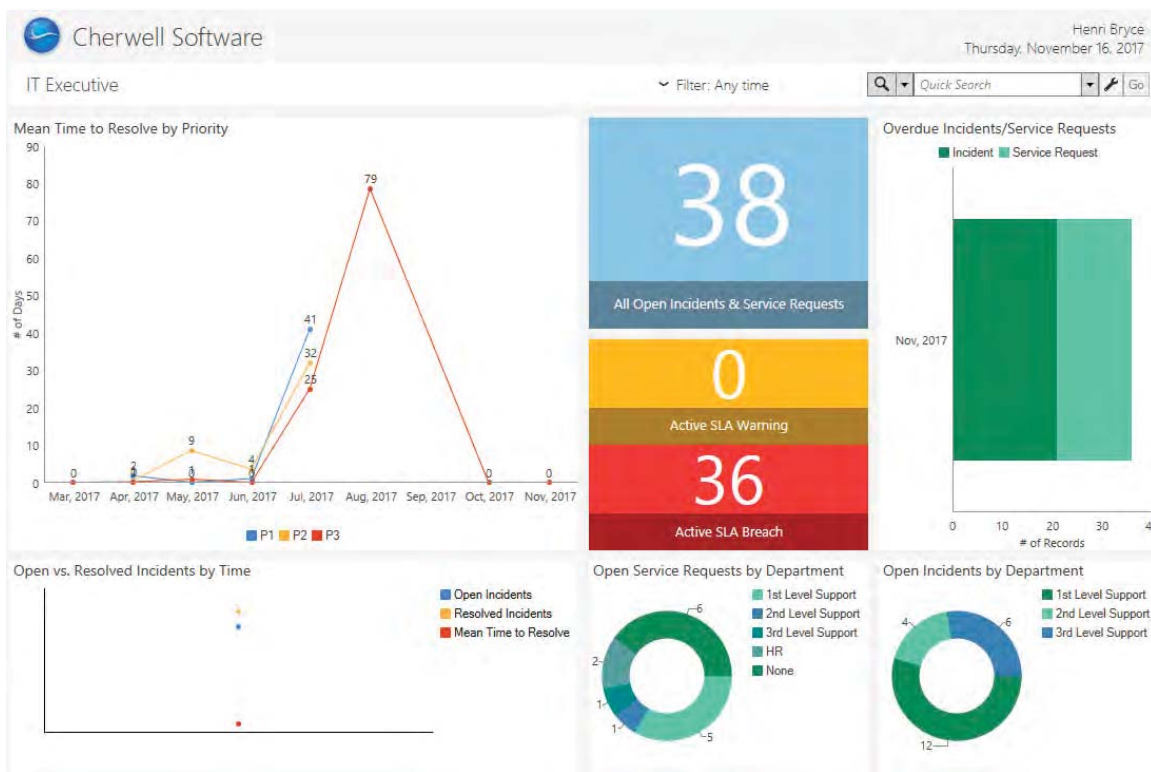 Cherwell Software
Henri Bryce
Thursday, November 16, 2017
IT Executive
Filter: Any time
Quick Search
Go
Mean Time to Resolve by Priority
90
80
70
60
50
40
30
20
10
0
# of Days
79
41
32
25
9
4
2
1
0
0
0
0
Mar, 2017 Apr, 2017 May, 2017 Jun, 2017 Jul, 2017 Aug, 2017 Sep, 2017 Oct, 2017 Nov, 2017
P1 P2 P3
38
All Open Incidents & Service Requests
0
Active SLA Warning
36
Active SLA Breach
Overdue Incidents/Service Requests
Incident Service Request
Nov, 2017
0 10 20 30
# of Records
Open vs. Resolved Incidents by Time
Open Incidents
Resolved Incidents
Mean Time to Resolve
Open Service Requests by Department
6
2
1
1
5
1st Level Support
2nd Level Support
3rd Level Support
HR
None
Open Incidents by Department
4
6
12
1st Level Support
2nd Level Support
3rd Level Support